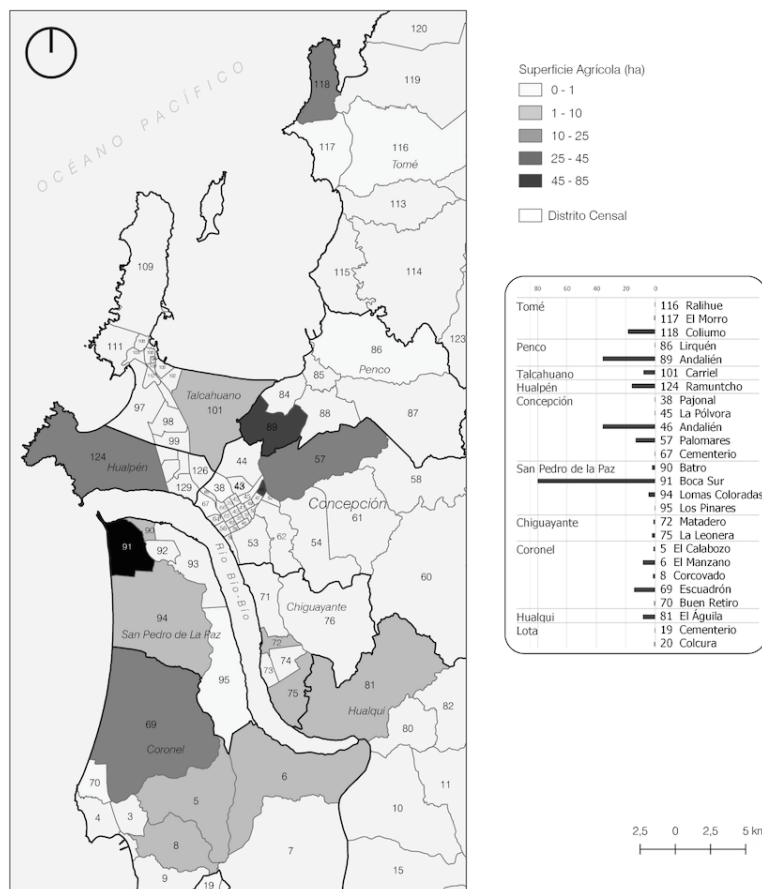 OCÉANO PACÍFICO
120
118
119
117
116
Tomé
113
109
115
114
123
111
86
Penco
85
Talcahuano
101
84
97
98
89
88
87
99
124
Hualpén
126
44
57
58
129
38
43
67
Concepción
61
91
90
92
93
53
62
54
Río Bío-Bío
60
71
Chiguayante
76
94
San Pedro de La Paz
72
74
73
95
75
81
Hualqui
82
80
69
Coronel
70
6
11
4
3
5
10
8
7
9
19
15
Superficie Agrícola (ha)
0 - 1
1 - 10
10 - 25
25 - 45
45 - 85
Distrito Censal
80 60 40 20 0
Tomé 116 Ralihue
117 El Morro
118 Coliumo
Penco 86 Lirquén
89 Andalién
Talcahuano 101 Carriel
Hualpén 124 Ramuntcho
Concepción 38 Pajonal
45 La Pólvora
46 Andalién
57 Palomares
67 Cementerio
San Pedro de la Paz 90 Batro
91 Boca Sur
94 Lomas Coloradas
95 Los Pinares
Chiguayante 72 Matadero
75 La Leonera
Coronel 5 El Calabozo
6 El Manzano
8 Corcovado
69 Escuadrón
70 Buen Retiro
Hualqui 81 El Águila
Lota 19 Cementerio
20 Colcura
2,5 0 2,5 5 km